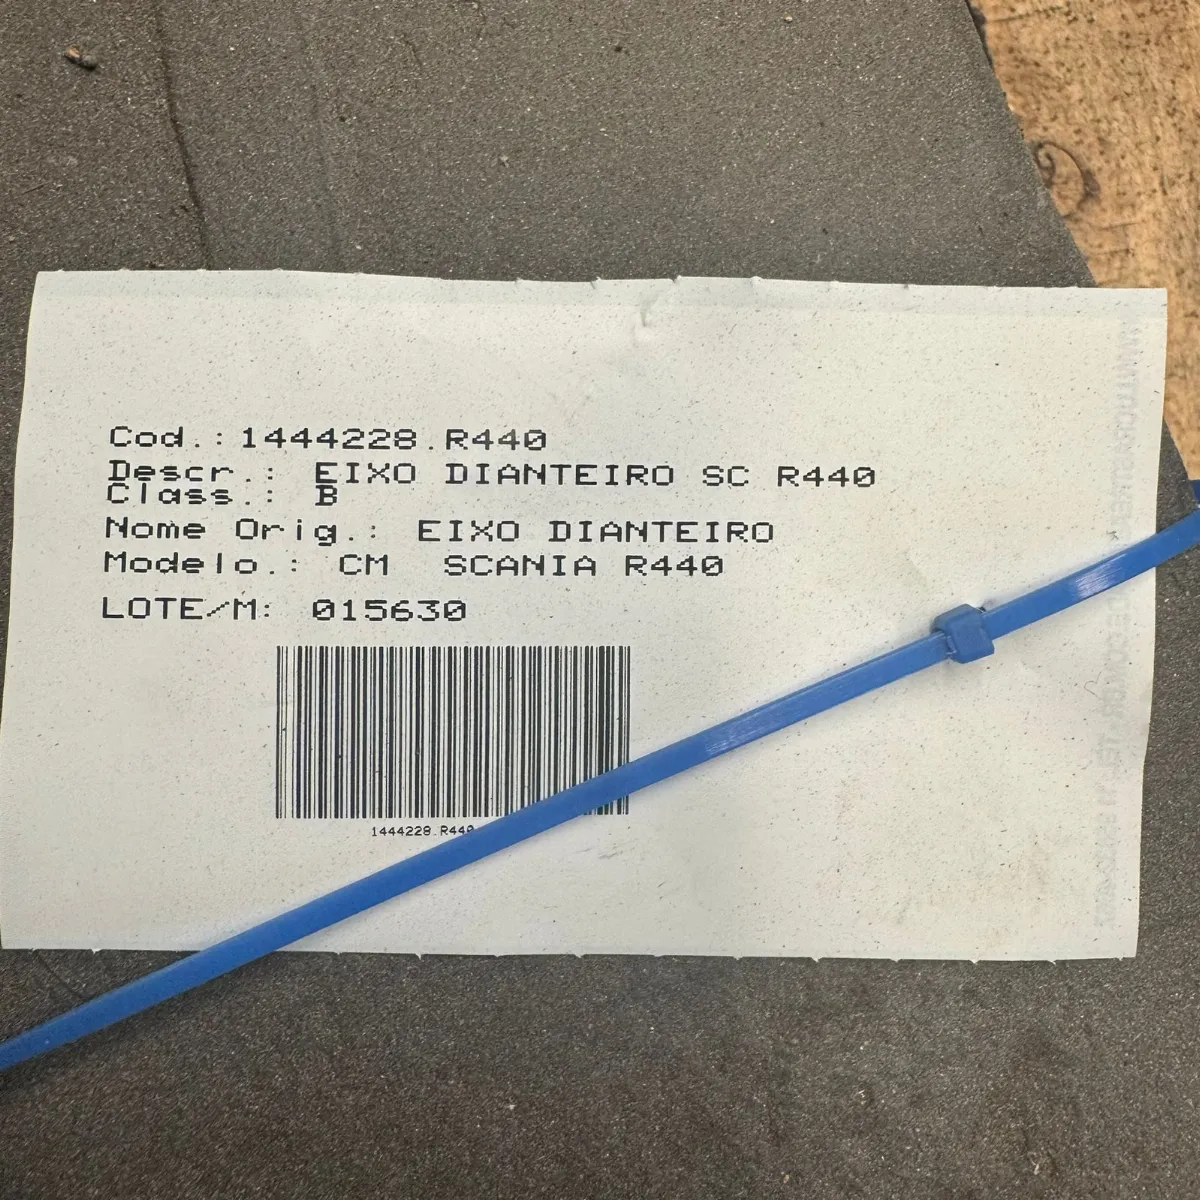 Cod.:1444228.R440
Descr.: EIXO DIANTEIRO SC R440
Class.: B
Nome Orig.: EIXO DIANTEIRO
Modelo.: CM SCANIA R440
LOTE/M: 015630
1444228.R440